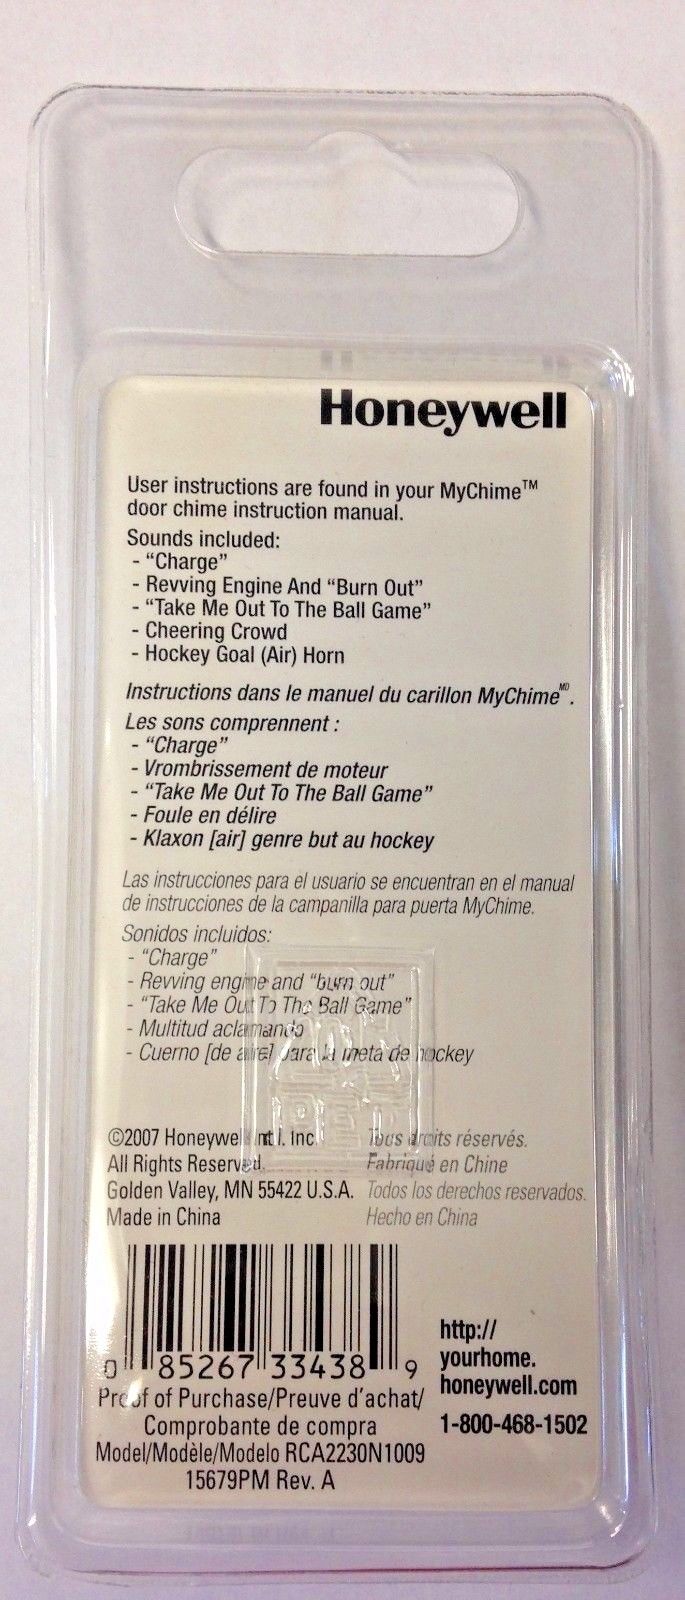 Honeywell
User instructions are found in your MyChime™
door chime instruction manual.
Sounds included:
- “Charge”
- Revving Engine And “Burn Out”
- “Take Me Out To The Ball Game”
- Cheering Crowd
- Hockey Goal (Air) Horn
Instructions dans le manuel du carillon MyChimeMD.
Les sons comprennent :
- “Charge”
- Vrombrissement de moteur
- “Take Me Out To The Ball Game”
- Foule en délire
- Klaxon [air] genre but au hockey
Las instrucciones para el usuario se encuentran en el manual
de instrucciones de la campanilla para puerta MyChime.
Sonidos incluidos:
- “Charge”
- Revving engine and “burn out”
- “Take Me Out To The Ball Game”
- Multitud aclamando
- Cuerno [de aire] para la meta de hockey
©2007 Honeywell Int'l. Inc.
All Rights Reserved.
Golden Valley, MN 55422 U.S.A.
Made in China
Tous droits réservés.
Fabriqué en Chine
Todos los derechos reservados.
Hecho en China
0 85267 33438 9
Proof of Purchase/Preuve d'achat/
Comprobante de compra
Model/Modèle/Modelo RCA2230N1009
15679PM Rev. A
http://
yourhome.
honeywell.com
1-800-468-1502